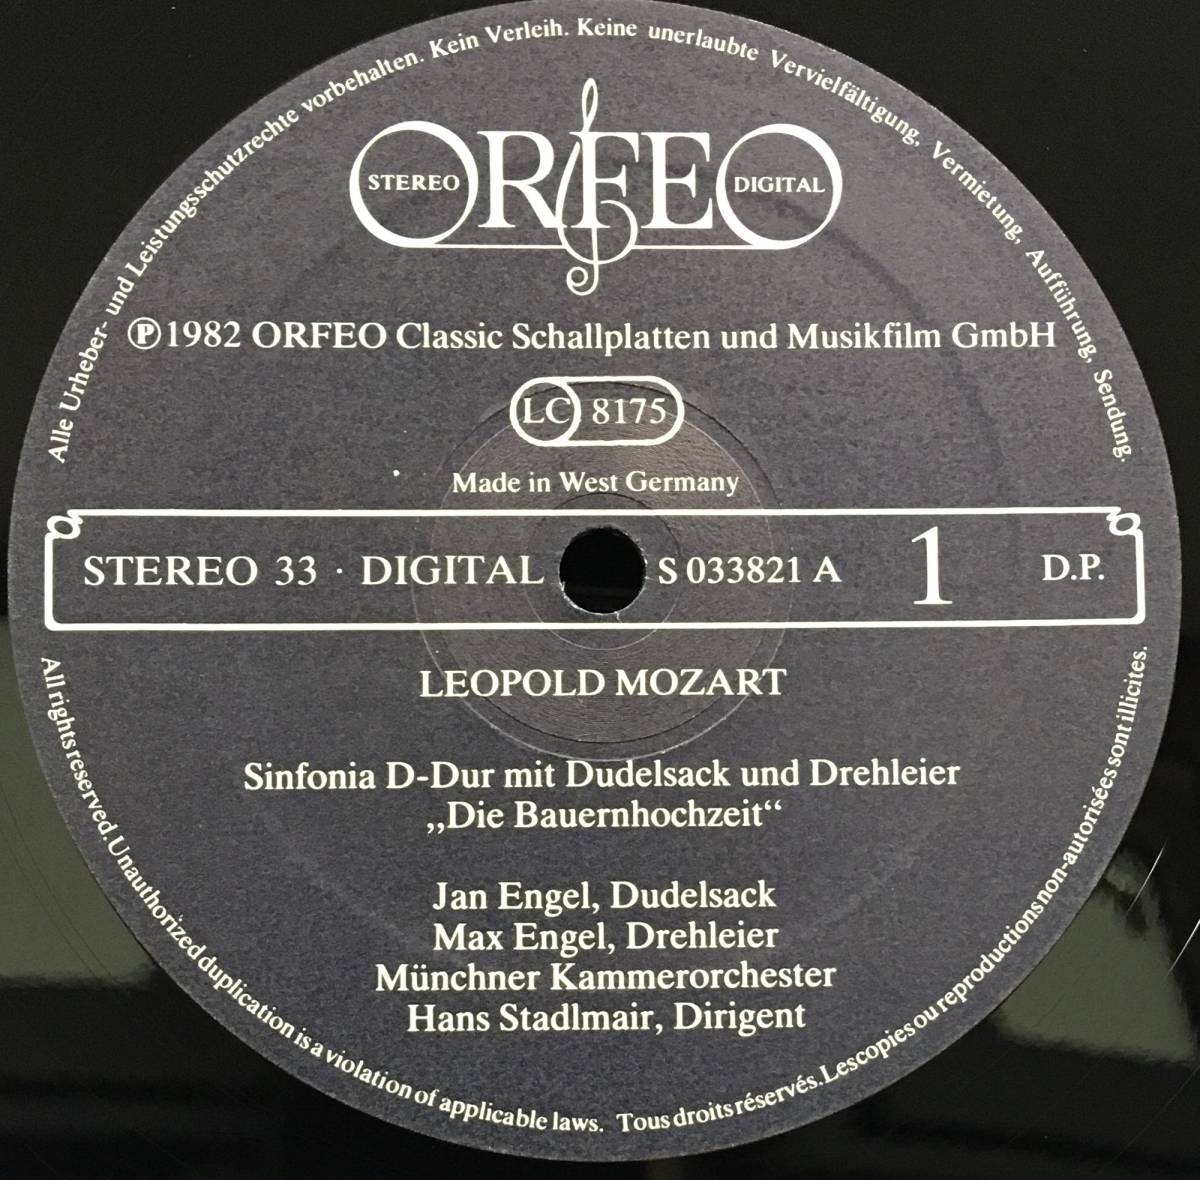 Alle Urheber- und Leistungsschutzrechte vorbehalten. Kein Verleih. Keine unerlaubte Vervielfältigung, Vermietung, Aufführung, Sendung.
ORFEO
STEREO
DIGITAL
℗1982 ORFEO Classic Schallplatten und Musikfilm GmbH
LC 8175
Made in West Germany
STEREO 33 · DIGITAL S 033821 A 1 D.P.
LEOPOLD MOZART
Sinfonia D-Dur mit Dudelsack und Drehleier
„Die Bauernhochzeit“
Jan Engel, Dudelsack
Max Engel, Drehleier
Münchner Kammerorchester
Hans Stadlmair, Dirigent
All rights reserved. Unauthorized duplication is a violation of applicable laws. Tous droits réservés. Les copies ou reproductions non-autorisées sont illicites.